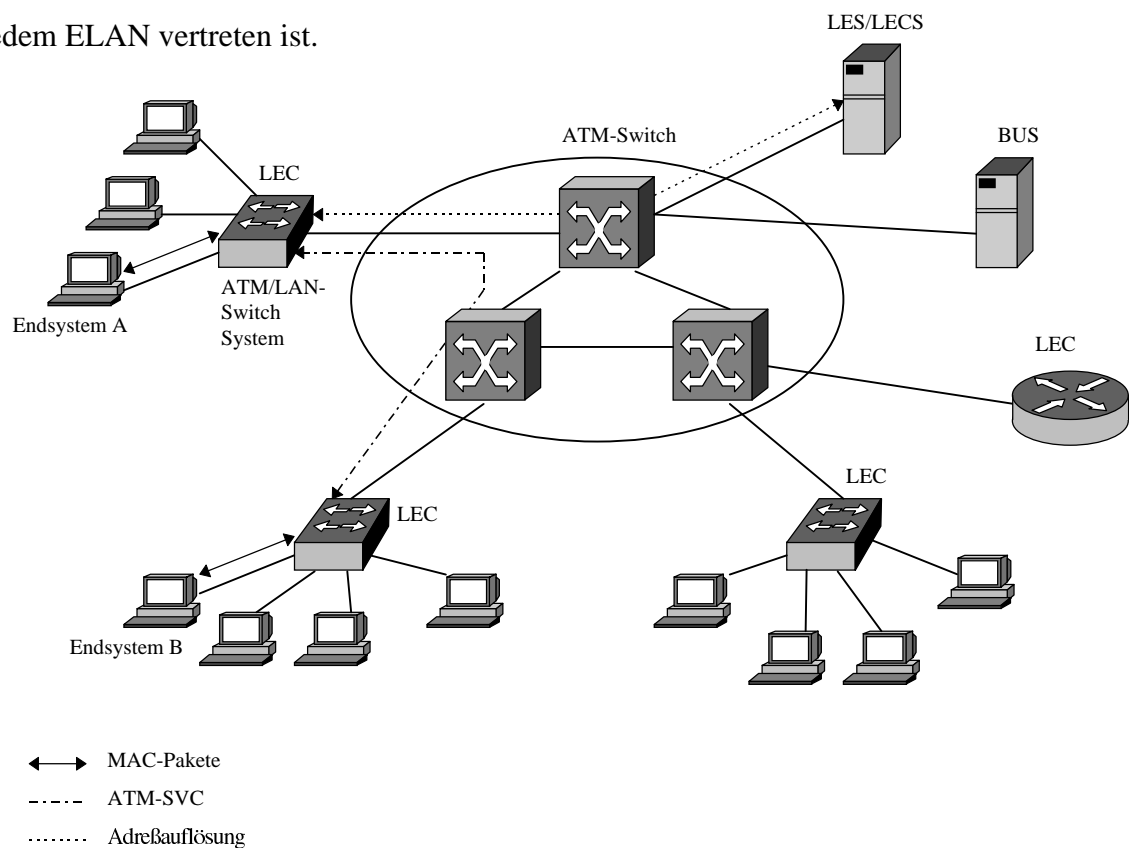 edem ELAN vertreten ist.
LES/LECS
ATM-Switch
BUS
LEC
ATM/LAN-
Switch
System
Endsystem A
LEC
LEC
LEC
Endsystem B
MAC-Pakete
ATM-SVC
Adreßauflösung